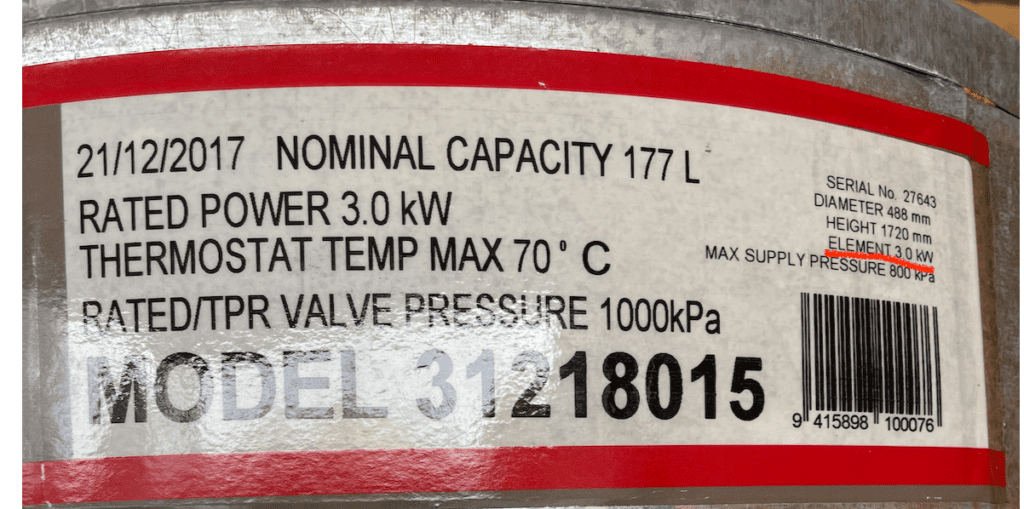 21/12/2017 NOMINAL CAPACITY 177 L
RATED POWER 3.0 kW
THERMOSTAT TEMP MAX 70 ° C
RATED/TPR VALVE PRESSURE 1000kPa
MODEL 31218015
SERIAL No. 27643
DIAMETER 488 mm
HEIGHT 1720 mm
ELEMENT 3.0 kW
MAX SUPPLY PRESSURE 800 kPa
9 415898 100076